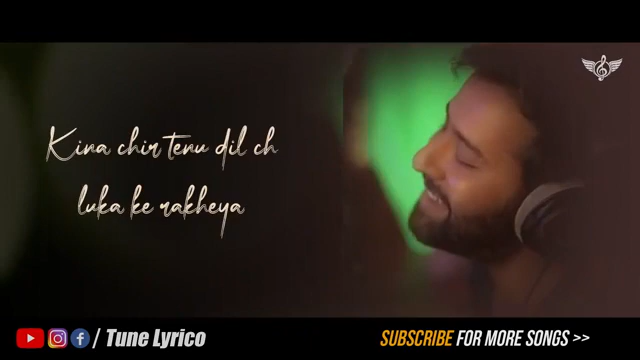 Kina chir tenu dil ch
luka ke rakheya
/ Tune Lyrico
SUBSCRIBE FOR MORE SONGS >>